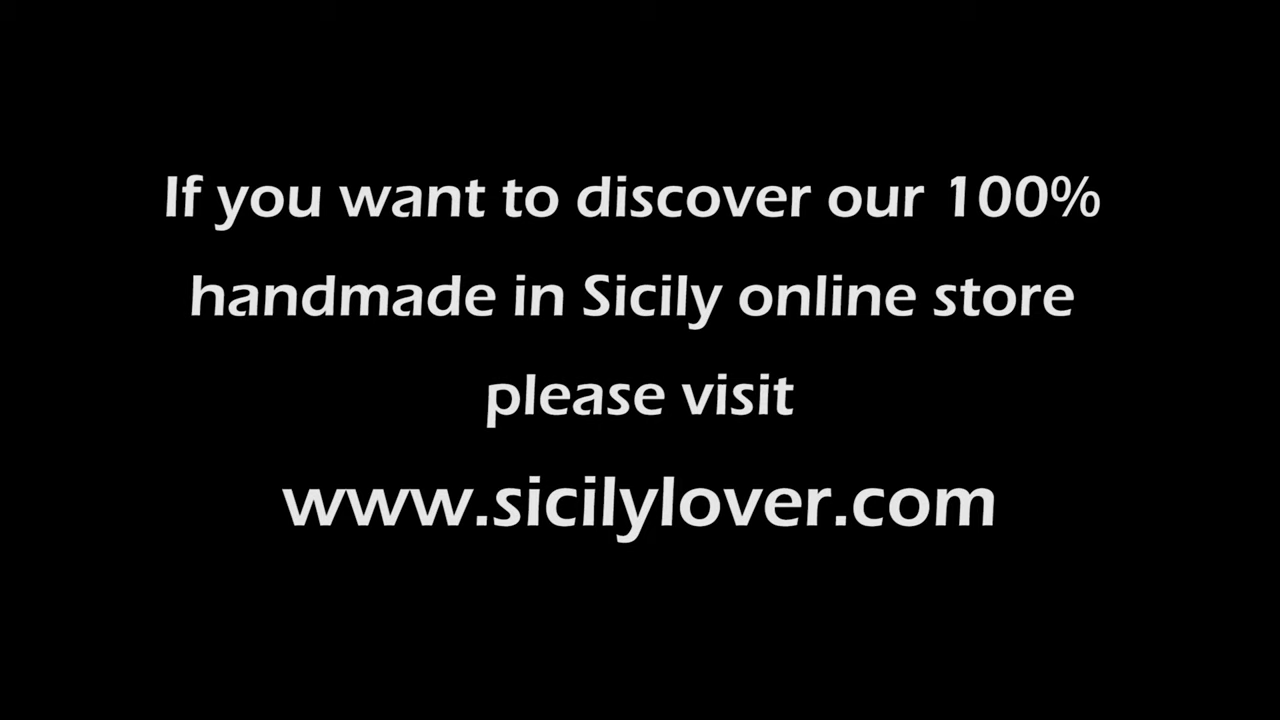 If you want to discover our 100%
handmade in Sicily online store
please visit
www.sicilylover.com